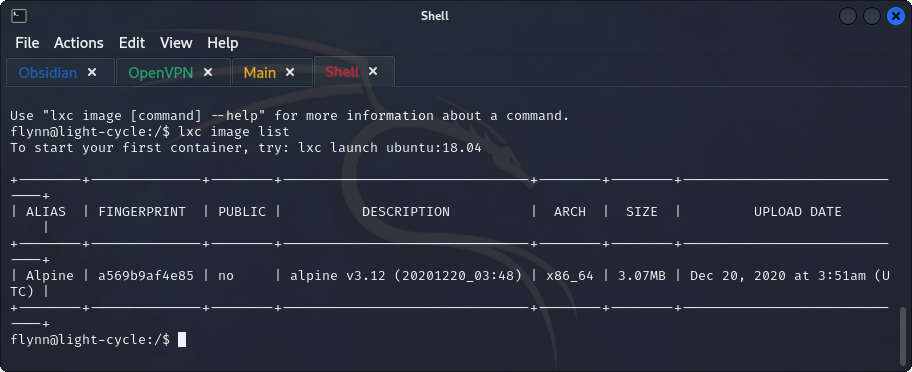 Shell
File Actions Edit View Help
Obsidian × OpenVPN × Main × Shell ×
Use "lxc image [command] --help" for more information about a command.
flynn@light-cycle:/$ lxc image list
To start your first container, try: lxc launch ubuntu:18.04
+--------+--------------+--------+-------------------------------+--------+--------+--------------------------
----+
| ALIAS  | FINGERPRINT  | PUBLIC |          DESCRIPTION          |  ARCH  |  SIZE  |         UPLOAD DATE
    |
+--------+--------------+--------+-------------------------------+--------+--------+--------------------------
----+
| Alpine | a569b9af4e85 | no     | alpine v3.12 (20201220_03:48) | x86_64 | 3.07MB | Dec 20, 2020 at 3:51am (U
TC) |
+--------+--------------+--------+-------------------------------+--------+--------+--------------------------
----+
flynn@light-cycle:/$